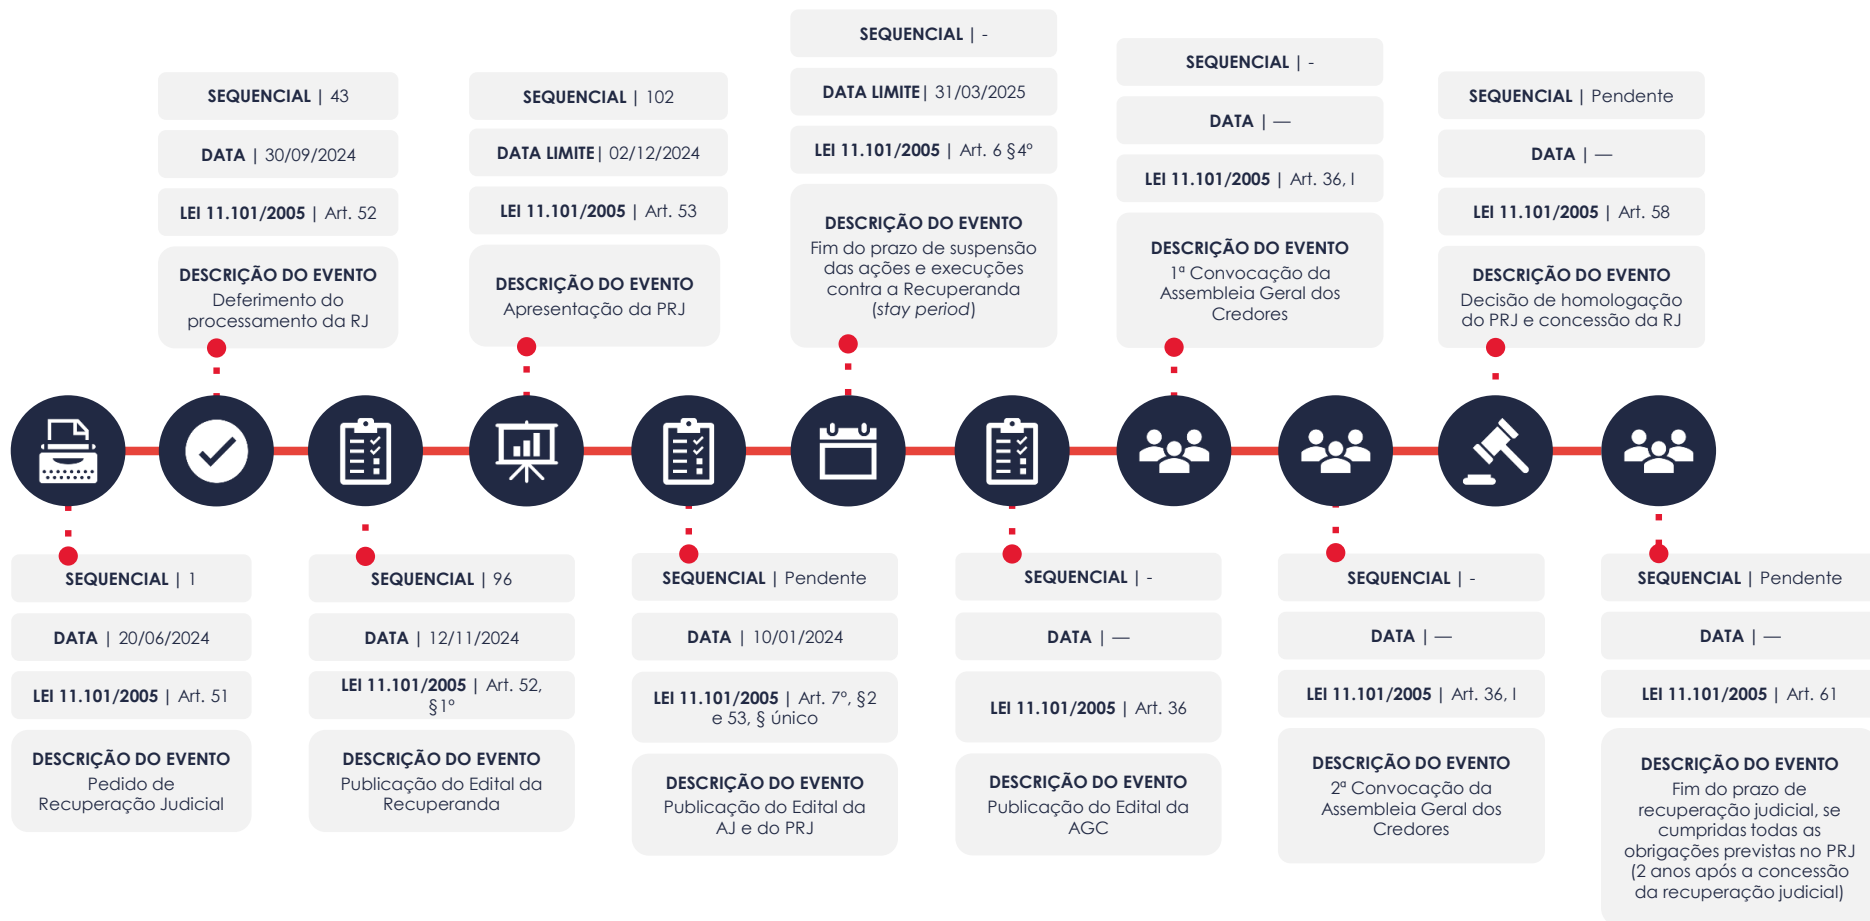 SEQUENCIAL | 1
DATA | 20/06/2024
LEI 11.101/2005 | Art. 51
DESCRIÇÃO DO EVENTO
Pedido de
Recuperação Judicial
SEQUENCIAL | 43
DATA | 30/09/2024
LEI 11.101/2005 | Art. 52
DESCRIÇÃO DO EVENTO
Deferimento do
processamento da RJ
SEQUENCIAL | 96
DATA | 12/11/2024
LEI 11.101/2005 | Art. 52,
§1º
DESCRIÇÃO DO EVENTO
Publicação do Edital da
Recuperanda
SEQUENCIAL | 102
DATA LIMITE| 02/12/2024
LEI 11.101/2005 | Art. 53
DESCRIÇÃO DO EVENTO
Apresentação da PRJ
SEQUENCIAL | Pendente
DATA | 10/01/2024
LEI 11.101/2005 | Art. 7º, §2
e 53, § único
DESCRIÇÃO DO EVENTO
Publicação do Edital da
AJ e do PRJ
SEQUENCIAL | -
DATA LIMITE| 31/03/2025
LEI 11.101/2005 | Art. 6 §4º
DESCRIÇÃO DO EVENTO
Fim do prazo de suspensão
das ações e execuções
contra a Recuperanda
(stay period)
SEQUENCIAL | -
DATA | —
LEI 11.101/2005 | Art. 36
DESCRIÇÃO DO EVENTO
Publicação do Edital da
AGC
SEQUENCIAL | -
DATA | —
LEI 11.101/2005 | Art. 36, I
DESCRIÇÃO DO EVENTO
1ª Convocação da
Assembleia Geral dos
Credores
SEQUENCIAL | -
DATA | —
LEI 11.101/2005 | Art. 36, I
DESCRIÇÃO DO EVENTO
2ª Convocação da
Assembleia Geral dos
Credores
SEQUENCIAL | Pendente
DATA | —
LEI 11.101/2005 | Art. 58
DESCRIÇÃO DO EVENTO
Decisão de homologação
do PRJ e concessão da RJ
SEQUENCIAL | Pendente
DATA | —
LEI 11.101/2005 | Art. 61
DESCRIÇÃO DO EVENTO
Fim do prazo de
recuperação judicial, se
cumpridas todas as
obrigações previstas no PRJ
(2 anos após a concessão
da recuperação judicial)